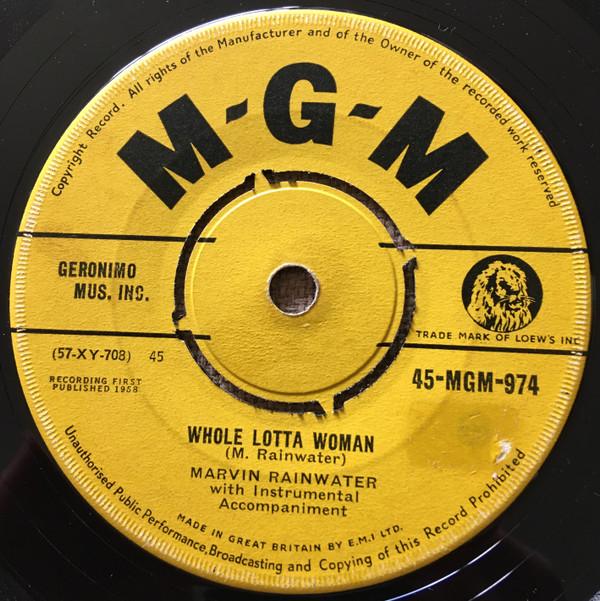 Copyright Record. All rights of the Manufacturer and of the Owner of the recorded work reserved
M-G-M
GERONIMO
MUS. INC.
TRADE MARK OF LOEW'S INC
(57-XY-708) 45
RECORDING FIRST
PUBLISHED 1958
45-MGM-974
WHOLE LOTTA WOMAN
(M. Rainwater)
MARVIN RAINWATER
with Instrumental
Accompaniment
MADE IN GREAT BRITAIN BY E.M.I LTD.
Unauthorised Public Performance, Broadcasting and Copying of this Record Prohibited